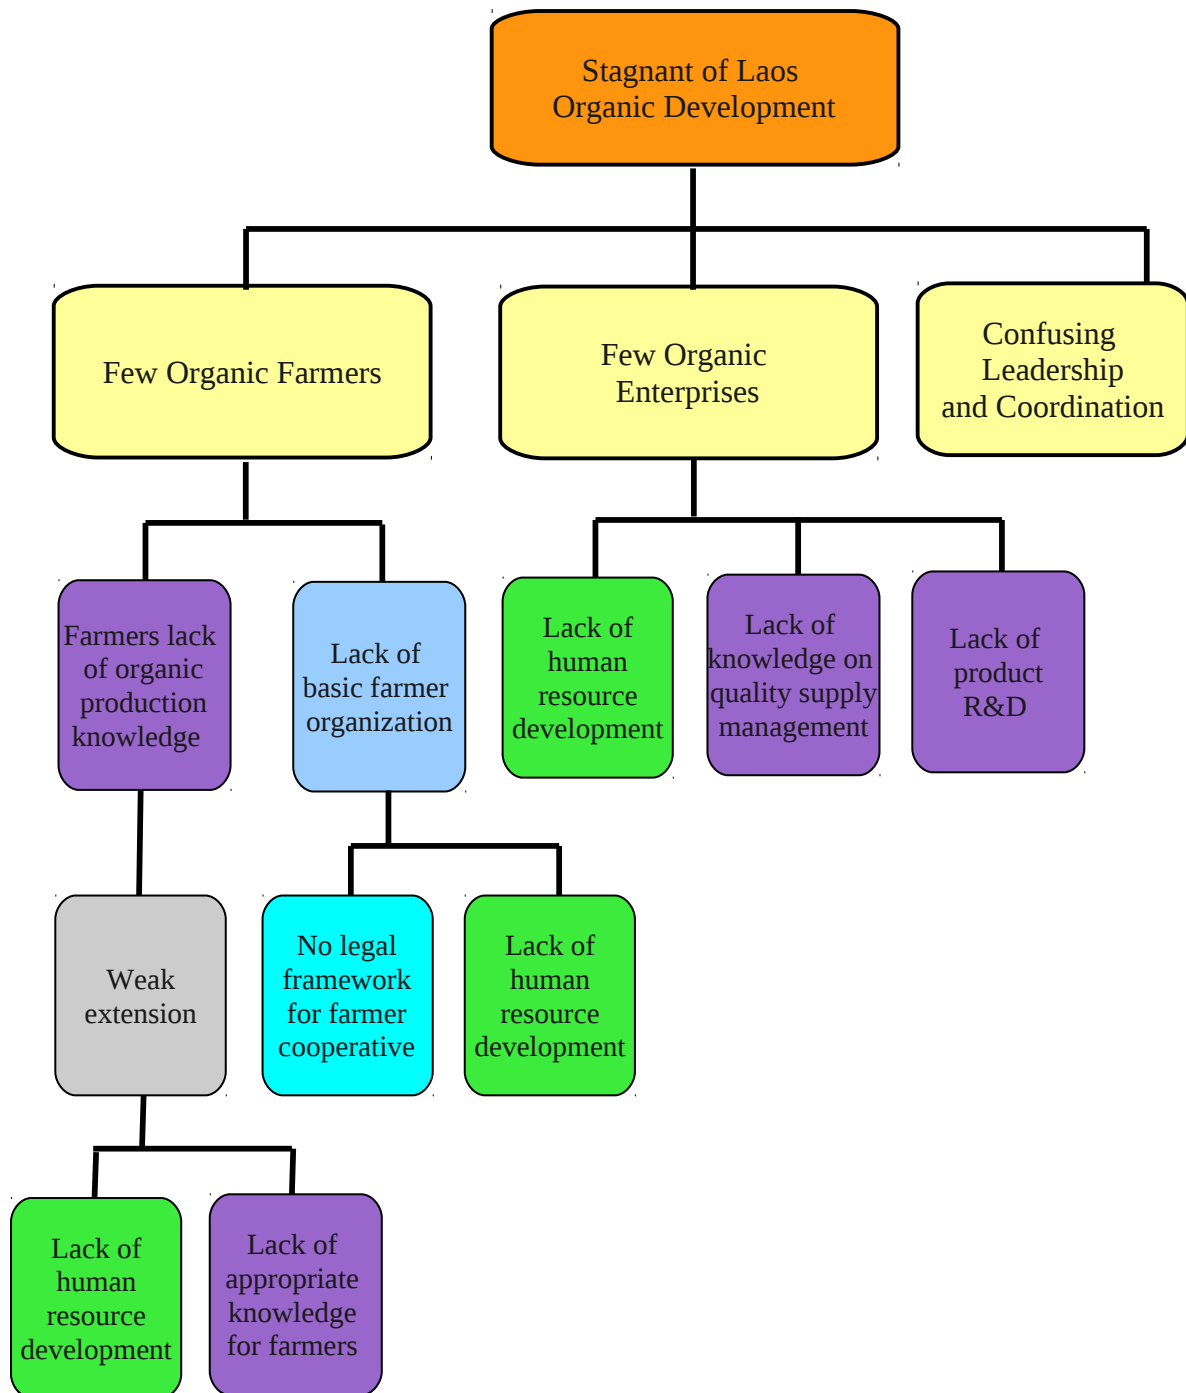 Stagnant of Laos
Organic Development
Few Organic Farmers
Few Organic
Enterprises
Confusing
Leadership
and Coordination
Farmers lack
of organic
production
knowledge
Lack of
basic farmer
organization
Lack of
human
resource
development
Lack of
knowledge on
quality supply
management
Lack of
product
R&D
Weak
extension
No legal
framework
for farmer
cooperative
Lack of
human
resource
development
Lack of
human
resource
development
Lack of
appropriate
knowledge
for farmers